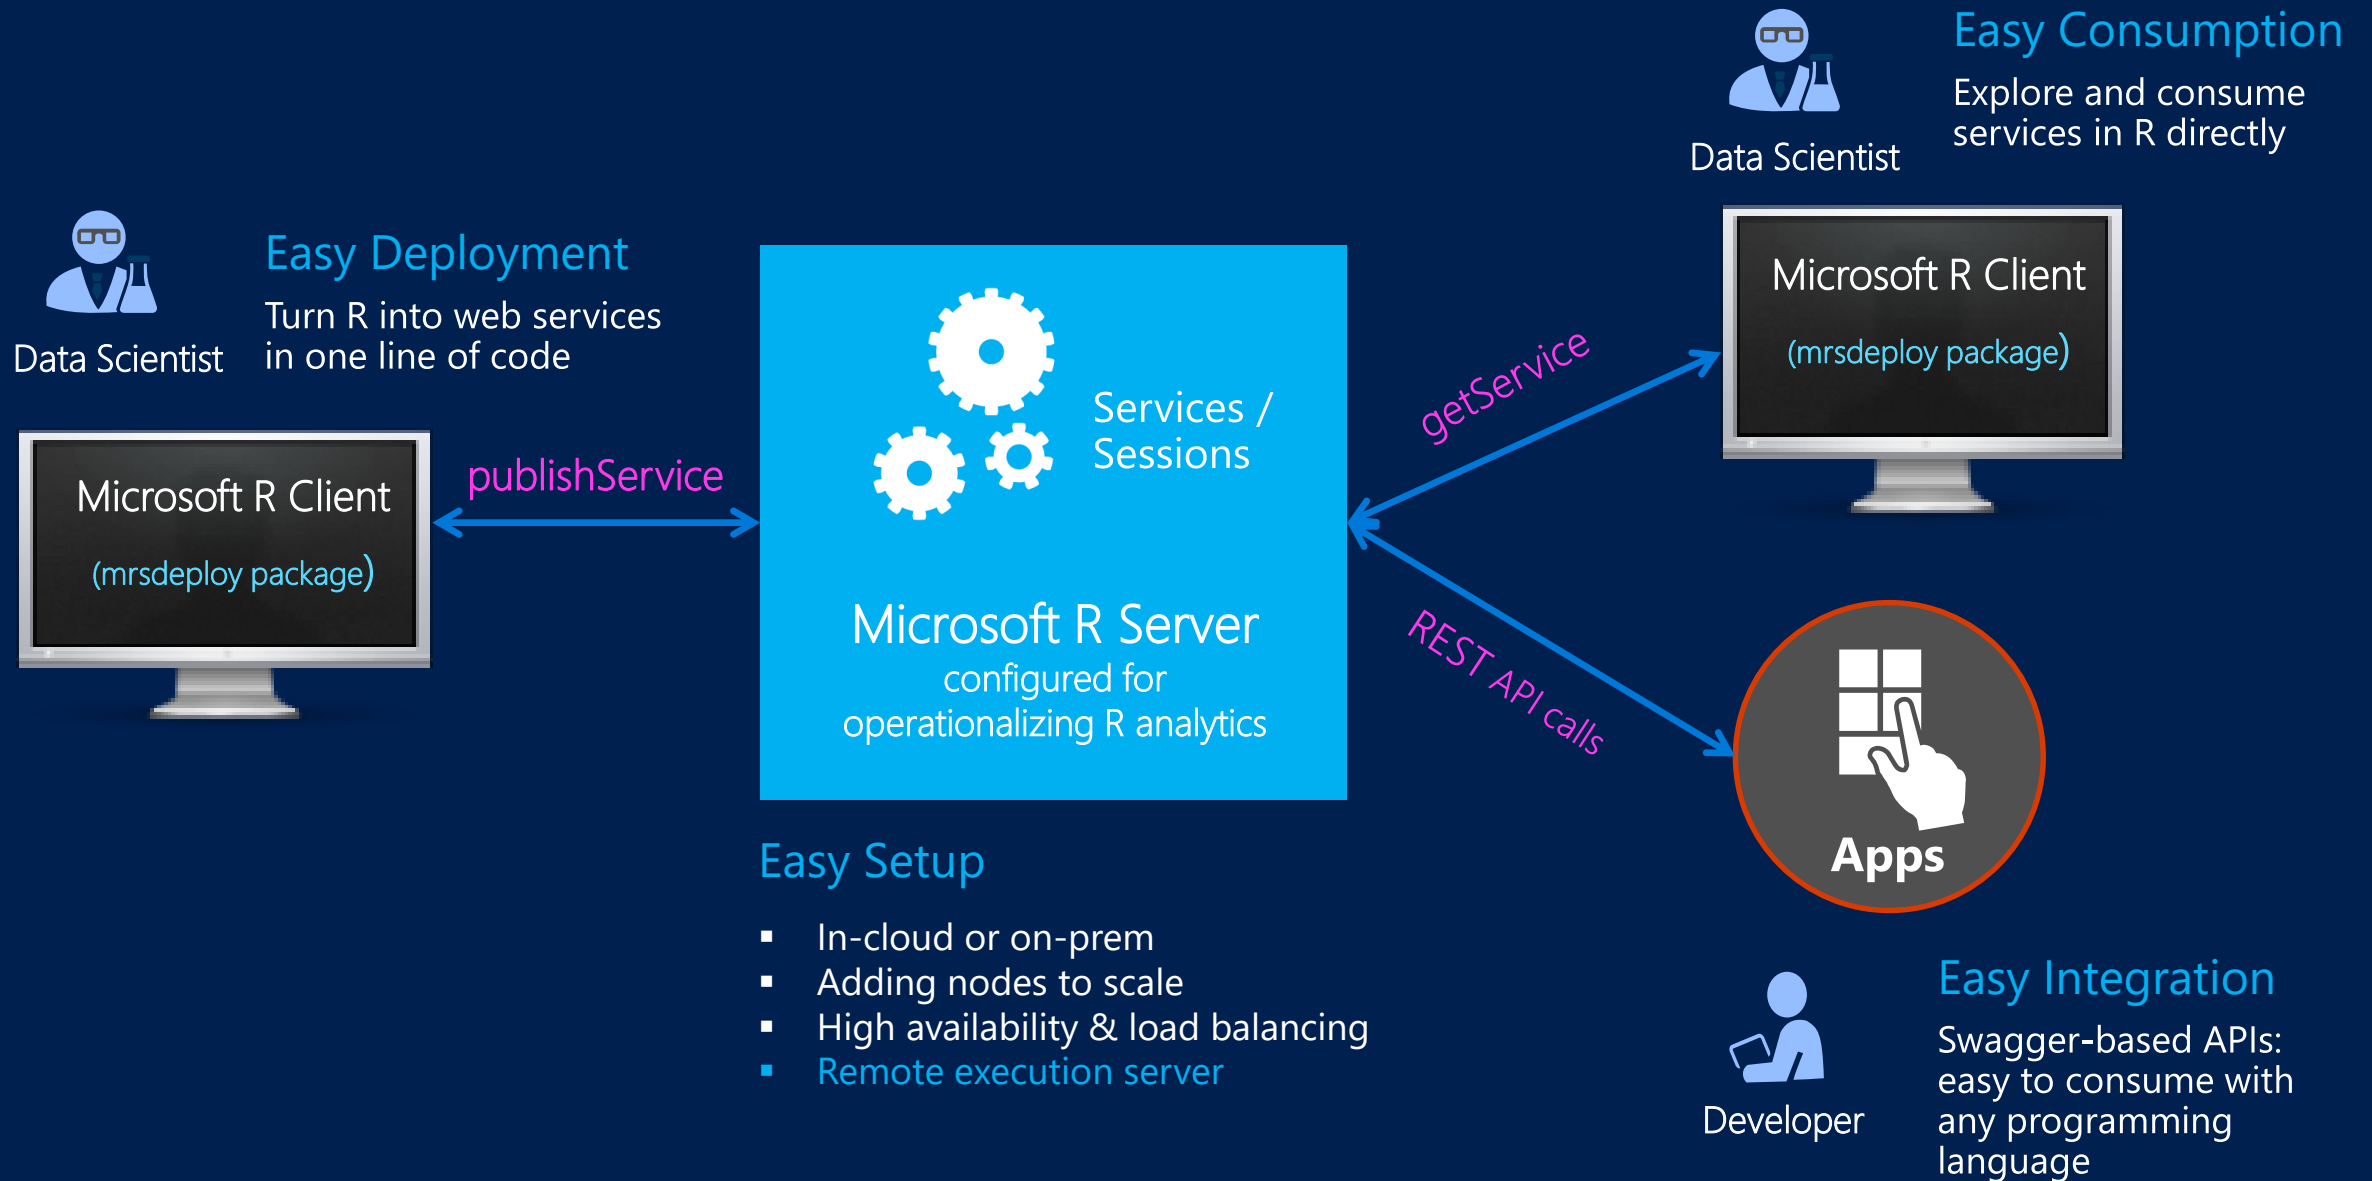 Data Scientist
Easy Deployment
Turn R into web services
in one line of code
Microsoft R Client
(mrsdeploy package)
publishService
Services /
Sessions
Microsoft R Server
configured for
operationalizing R analytics
Easy Setup
▪ In-cloud or on-prem
▪ Adding nodes to scale
▪ High availability & load balancing
▪ Remote execution server
getService
REST API calls
Data Scientist
Easy Consumption
Explore and consume
services in R directly
Microsoft R Client
(mrsdeploy package)
Apps
Developer
Easy Integration
Swagger-based APIs:
easy to consume with
any programming
language